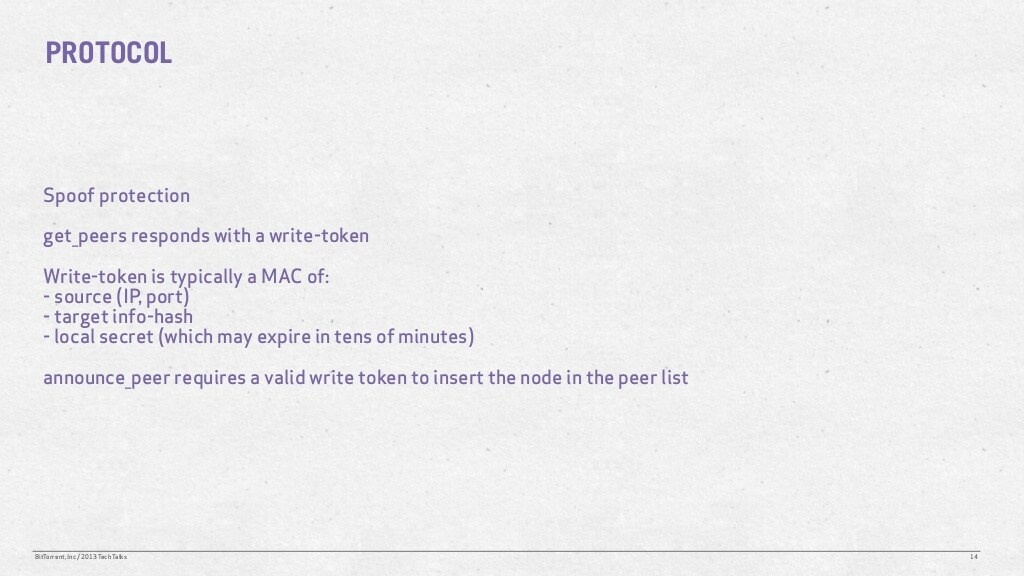 PROTOCOL
Spoof protection
get_peers responds with a write-token
Write-token is typically a MAC of:
- source (IP, port)
- target info-hash
- local secret (which may expire in tens of minutes)
announce_peer requires a valid write token to insert the node in the peer list
BitTorrent, Inc / 2013 Tech Talks
14